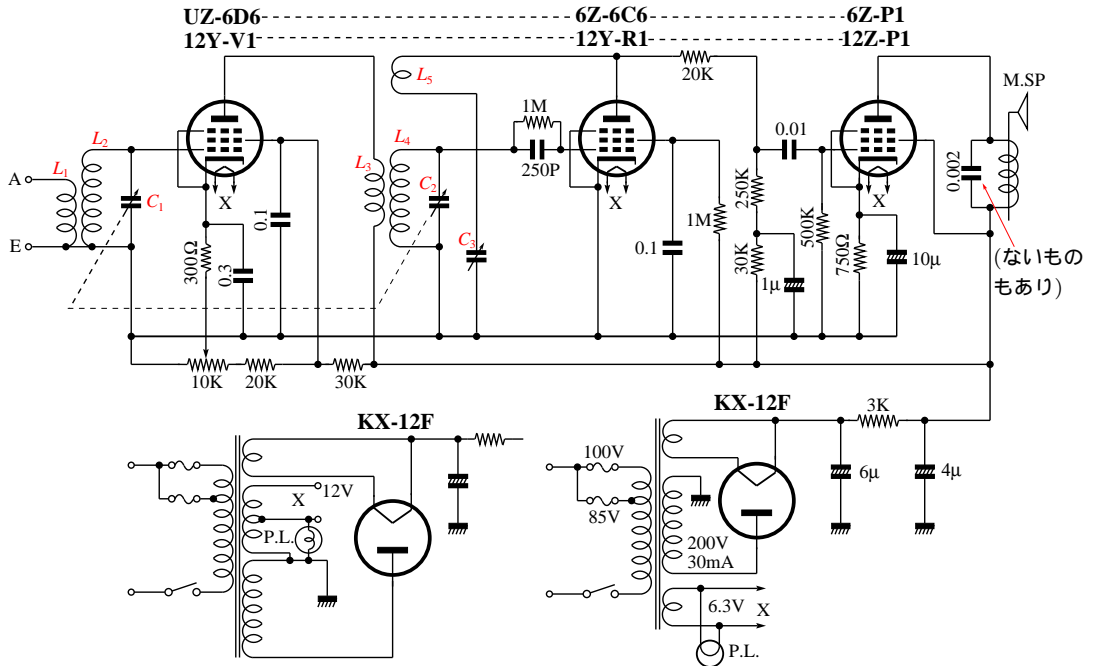 UZ-6D6 6Z-6C6 6Z-P1
12Y-V1 12Y-R1 12Z-P1
20K
M.SP
L5
1M
L2
L4
0.01
L1
L3
250P
0.002
A
C2
250K
C1
X
X
X
0.1
1M
500K
E
C3
300Ω
0.3
0.1
30K
750Ω
10μ
(ないもの
もあり)
1μ
10K
20K
30K
KX-12F
KX-12F
3K
100V
12V
X
6μ
4μ
85V
P.L.
200V
30mA
6.3V
X
P.L.